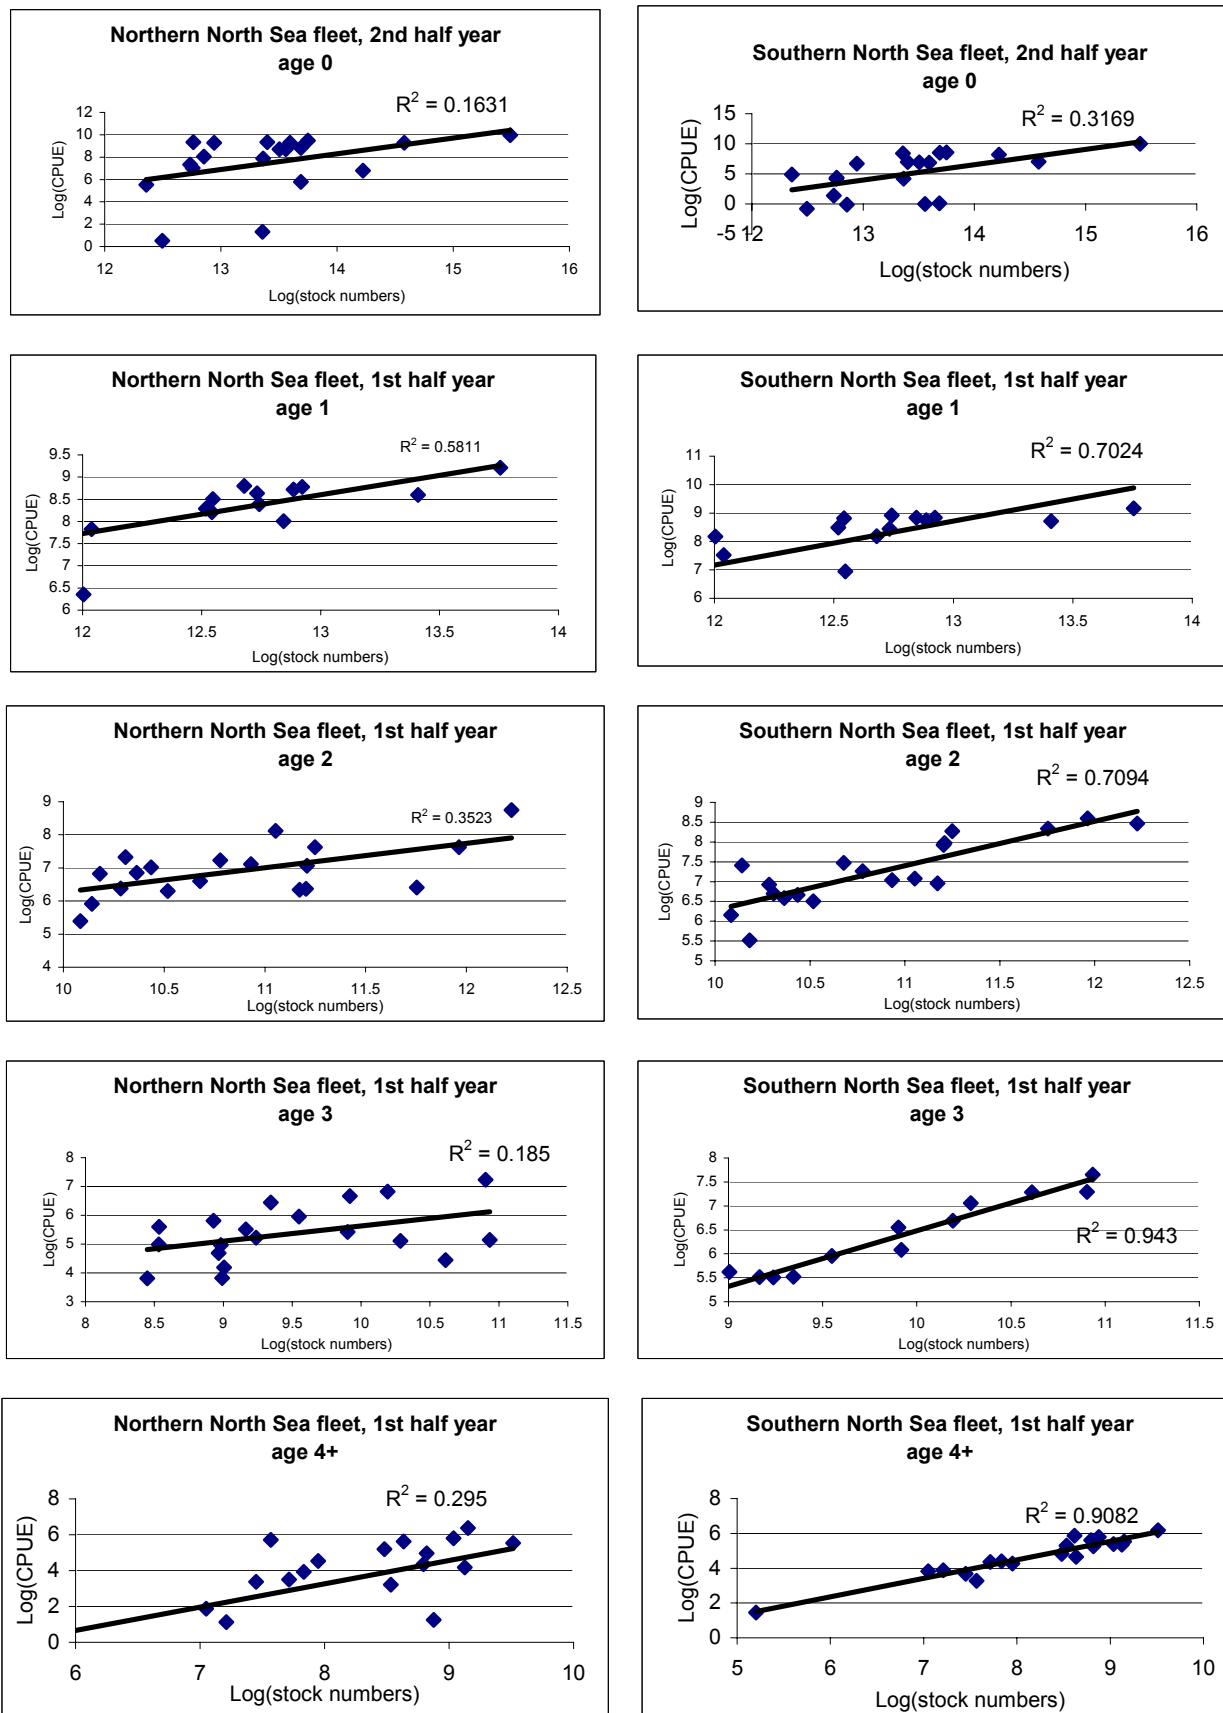 Northern North Sea fleet, 2nd half year
age 0
R² = 0.1631
12
10
8
6
4
2
0
Log(CPUE)
12 13 14 15 16
Log(stock numbers)
Southern North Sea fleet, 2nd half year
age 0
R² = 0.3169
15
10
5
0
-5
Log(CPUE)
12 13 14 15 16
Log(stock numbers)
Northern North Sea fleet, 1st half year
age 1
R² = 0.5811
9.5
9
8.5
8
7.5
7
6.5
6
Log(CPUE)
12 12.5 13 13.5 14
Log(stock numbers)
Southern North Sea fleet, 1st half year
age 1
R² = 0.7024
11
10
9
8
7
6
Log(CPUE)
12 12.5 13 13.5 14
Log(stock numbers)
Northern North Sea fleet, 1st half year
age 2
R² = 0.3523
9
8
7
6
5
4
Log(CPUE)
10 10.5 11 11.5 12 12.5
Log(stock numbers)
Southern North Sea fleet, 1st half year
age 2
R² = 0.7094
9
8.5
8
7.5
7
6.5
6
5.5
5
Log(CPUE)
10 10.5 11 11.5 12 12.5
Log(stock numbers)
Northern North Sea fleet, 1st half year
age 3
R² = 0.185
8
7
6
5
4
3
Log(CPUE)
8 8.5 9 9.5 10 10.5 11 11.5
Log(stock numbers)
Southern North Sea fleet, 1st half year
age 3
R² = 0.943
8
7.5
7
6.5
6
5.5
5
Log(CPUE)
9 9.5 10 10.5 11 11.5
Log(stock numbers)
Northern North Sea fleet, 1st half year
age 4+
R² = 0.295
8
6
4
2
0
Log(CPUE)
6 7 8 9 10
Log(stock numbers)
Southern North Sea fleet, 1st half year
age 4+
R² = 0.9082
8
6
4
2
0
Log(CPUE)
5 6 7 8 9 10
Log(stock numbers)